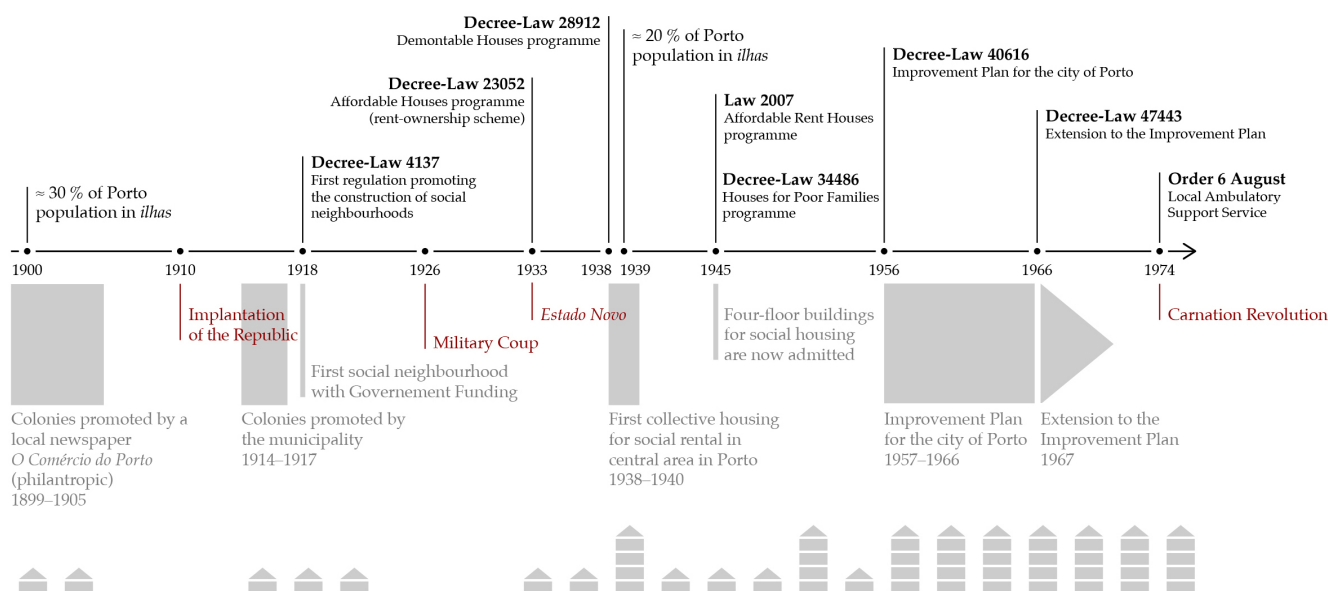 Decree-Law 28912
Demontable Houses programme
≈ 20 % of Porto
population in ilhas
Decree-Law 40616
Improvement Plan for the city of Porto
Decree-Law 23052
Affordable Houses programme
(rent-ownership scheme)
Law 2007
Affordable Rent Houses
programme
Decree-Law 47443
Extension to the Improvement Plan
Decree-Law 4137
First regulation promoting
the construction of social
neighbourhoods
Decree-Law 34486
Houses for Poor Families
programme
Order 6 August
Local Ambulatory
Support Service
≈ 30 % of Porto
population in ilhas
1900
1910
1918
1926
1933
1938
1939
1945
1956
1966
1974
Implantation
of the Republic
Military Coup
Estado Novo
Four-floor buildings
for social housing
are now admitted
Carnation Revolution
First social neighbourhood
with Governement Funding
Colonies promoted by a
local newspaper
O Comércio do Porto
(philantropic)
1899–1905
Colonies promoted by
the municipality
1914–1917
First collective housing
for social rental in
central area in Porto
1938–1940
Improvement Plan
for the city of Porto
1957–1966
Extension to the
Improvement Plan
1967